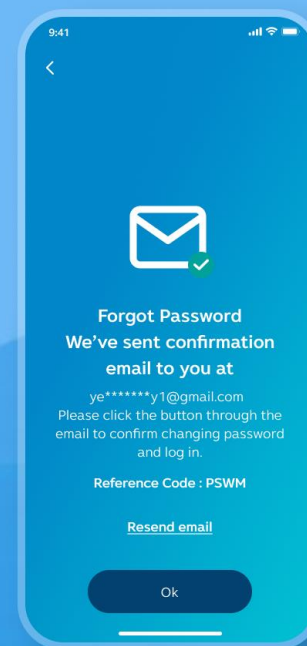 9:41
Forgot Password
We've sent confirmation
email to you at
ye*******y1@gmail.com
Please click the button through the
email to confirm changing password
and log in.
Reference Code : PSWM
Resend email
Ok